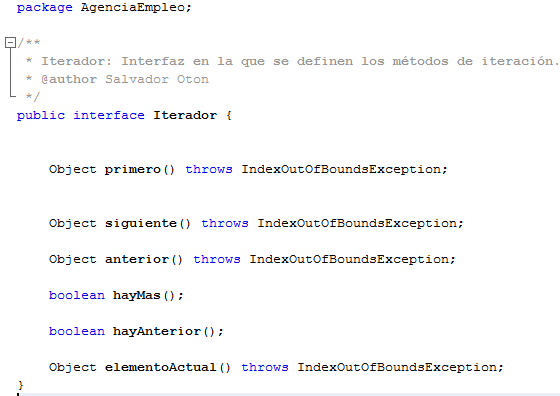 package AgenciaEmpleo;
/**
 * Iterador: Interfaz en la que se definen los métodos de iteración.
 * @author Salvador Oton
 */
public interface Iterador {
    Object primero() throws IndexOutOfBoundsException;
    Object siguiente() throws IndexOutOfBoundsException;
    Object anterior() throws IndexOutOfBoundsException;
    boolean hayMas();
    boolean hayAnterior();
    Object elementoActual() throws IndexOutOfBoundsException;
}